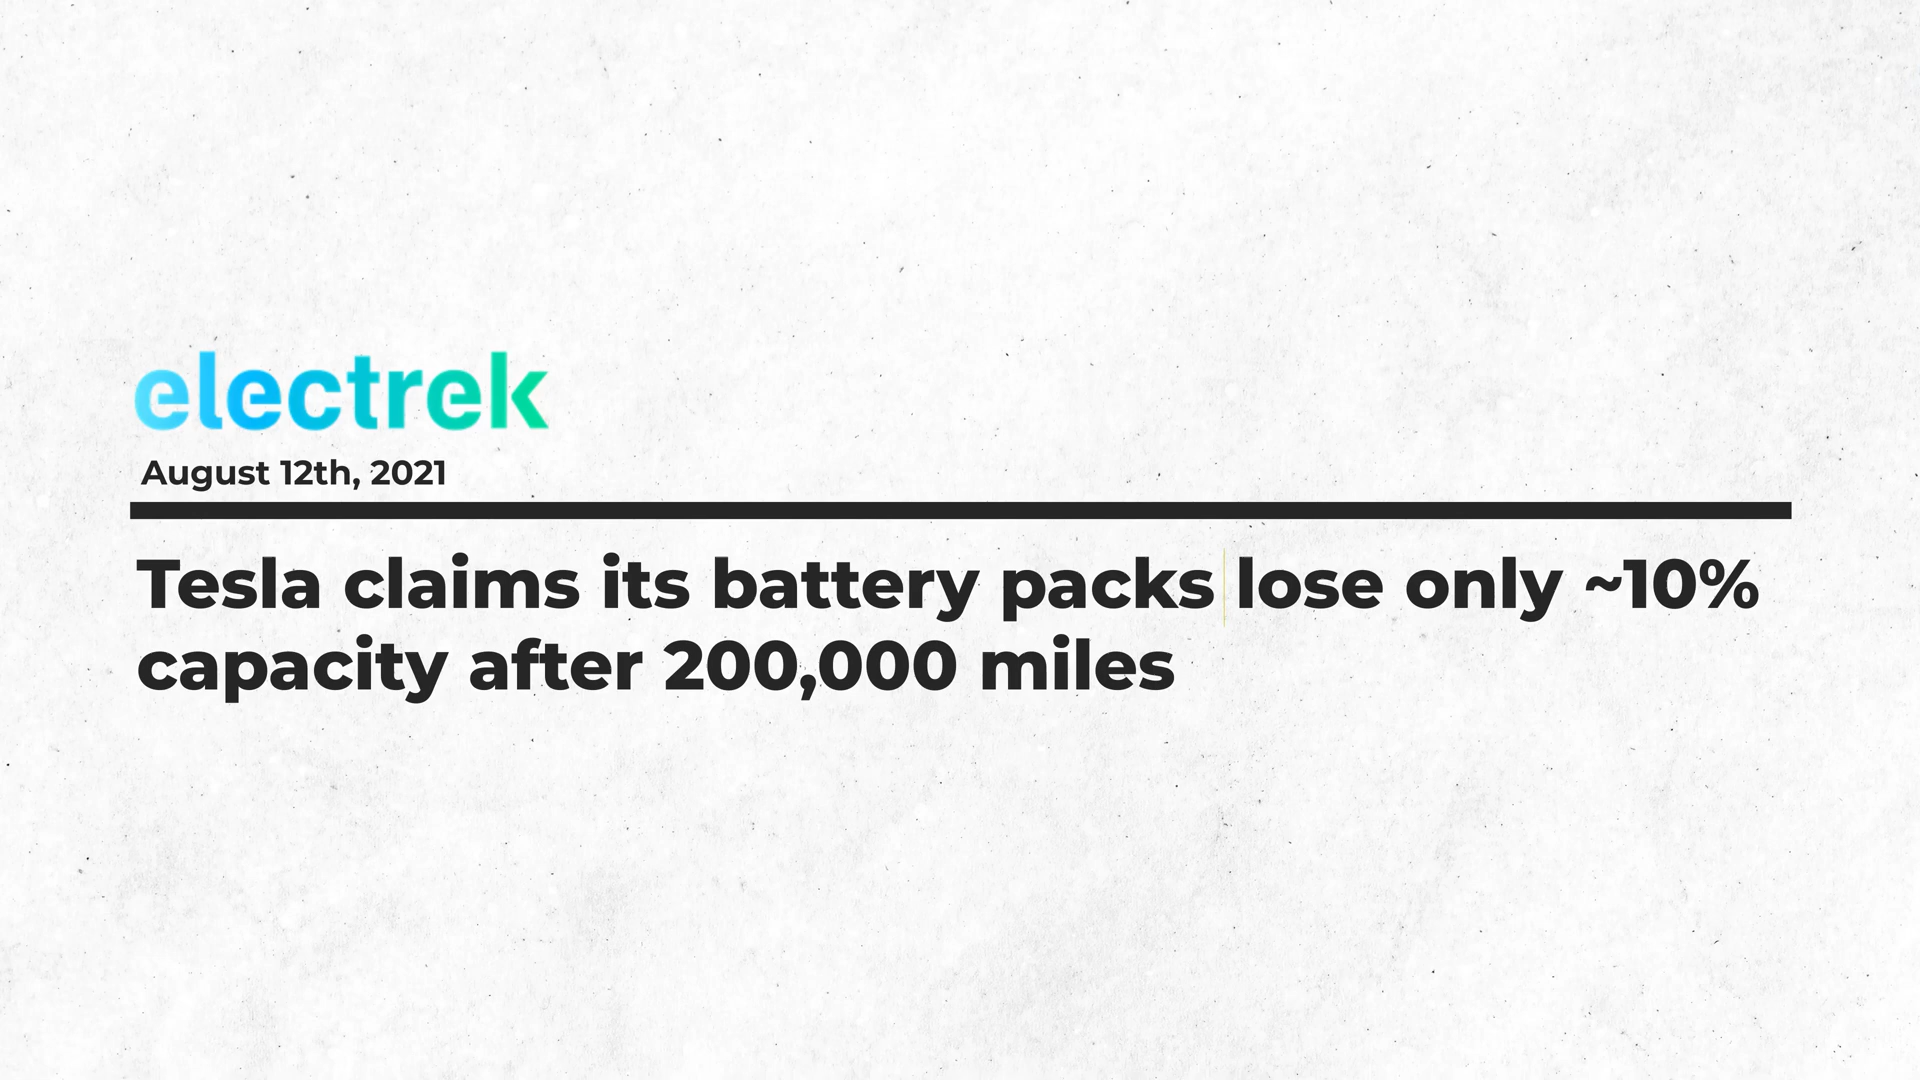 electrek
August 12th, 2021
Tesla claims its battery packs lose only ~10%
capacity after 200,000 miles